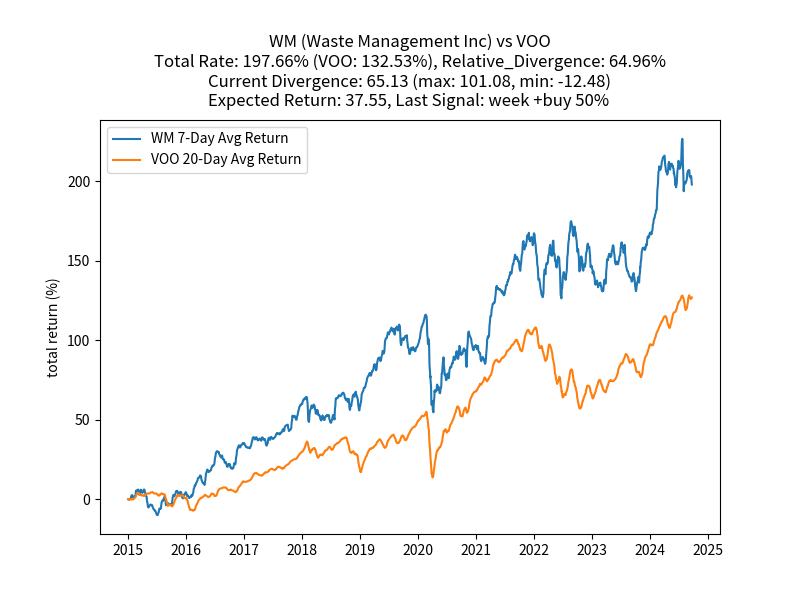 WM (Waste Management Inc) vs VOO
Total Rate: 197.66% (VOO: 132.53%), Relative_Divergence: 64.96%
Current Divergence: 65.13 (max: 101.08, min: -12.48)
Expected Return: 37.55, Last Signal: week +buy 50%
WM 7-Day Avg Return
VOO 20-Day Avg Return
total return (%)
200
150
100
50
0
2015 2016 2017 2018 2019 2020 2021 2022 2023 2024 2025